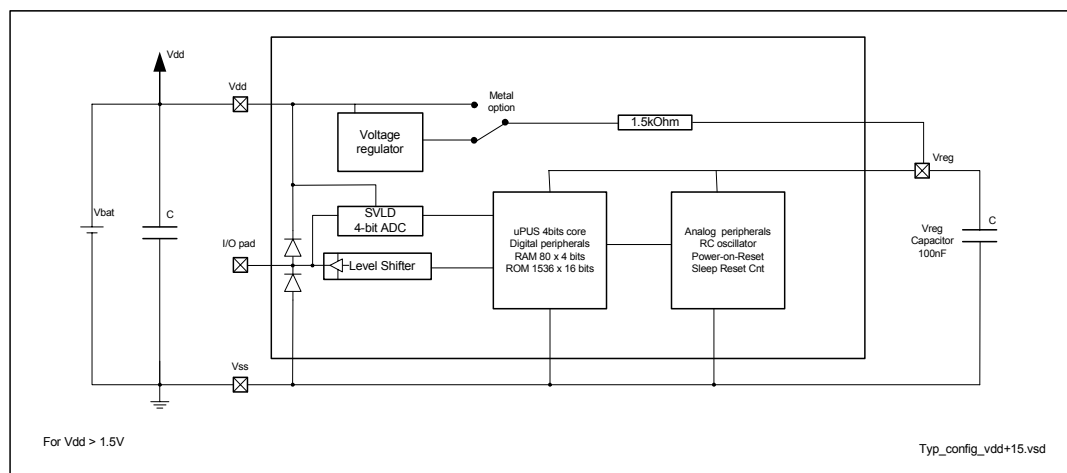 Vdd
Vdd
Metal
option
Voltage
regulator
1.5kOhm
Vreg
Vbat
C
SVLD
4-bit ADC
I/O pad
Level Shifter
uPUS 4bits core
Digital peripherals
RAM 80 x 4 bits
ROM 1536 x 16 bits
Analog peripherals
RC oscillator
Power-on-Reset
Sleep Reset Cnt
C
Vreg
Capacitor
100nF
Vss
For Vdd > 1.5V
Typ_config_vdd+15.vsd